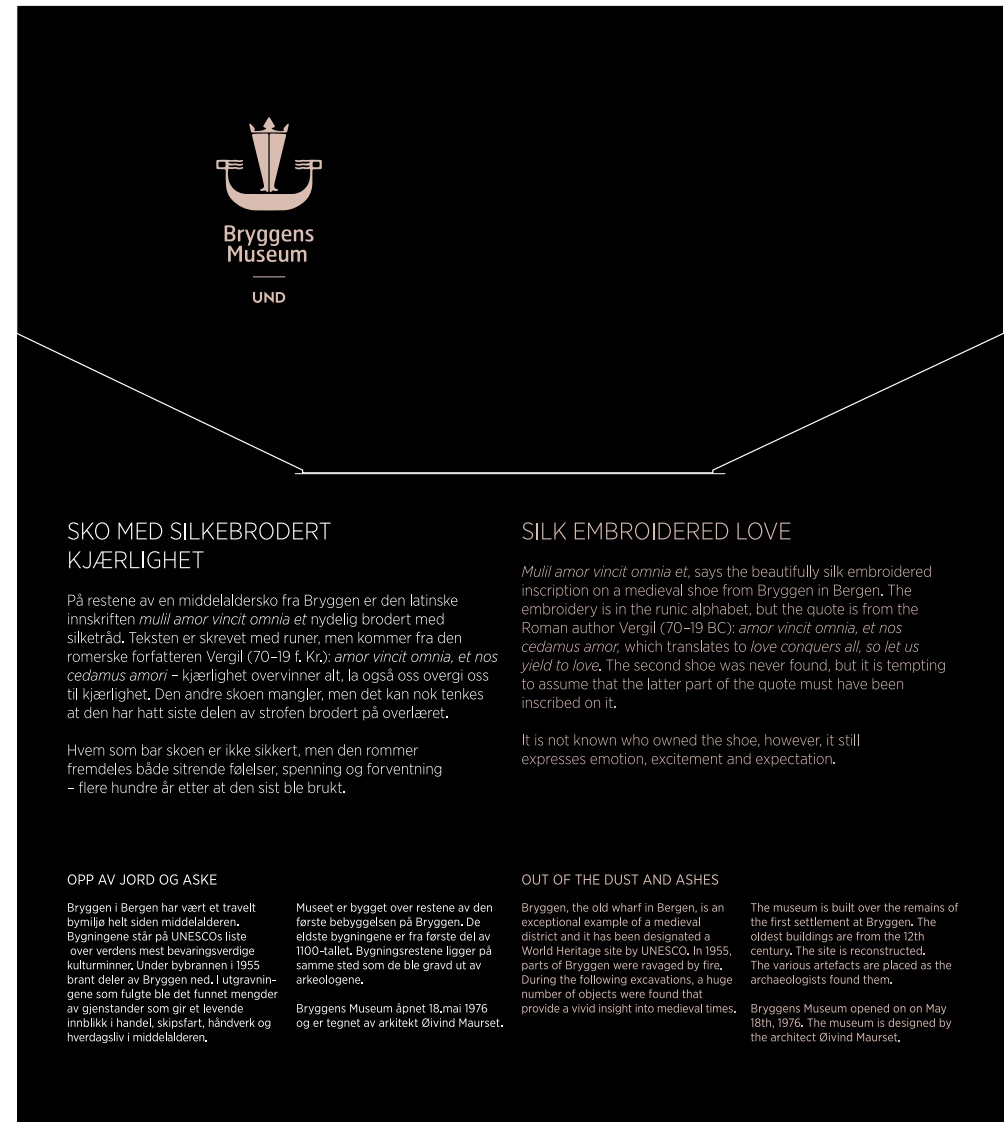 Bryggens
Museum
UND
SKO MED SILKEBRODERT
KJÆRLIGHET
På restene av en middelaldersko fra Bryggen er den latinske
innskriften mulil amor vincit omnia et nydelig brodert med
silketråd. Teksten er skrevet med runer, men kommer fra den
romerske forfatteren Vergil (70–19 f. Kr.): amor vincit omnia, et nos
cedamus amori – kjærlighet overvinner alt, la også oss overgi oss
til kjærlighet. Den andre skoen mangler, men det kan nok tenkes
at den har hatt siste delen av strofen brodert på overlæret.
Hvem som bar skoen er ikke sikkert, men den rommer
fremdeles både sitrende følelser, spenning og forventning
– flere hundre år etter at den sist ble brukt.
SILK EMBROIDERED LOVE
Mulil amor vincit omnia et, says the beautifully silk embroidered
inscription on a medieval shoe from Bryggen in Bergen. The
embroidery is in the runic alphabet, but the quote is from the
Roman author Vergil (70–19 BC): amor vincit omnia, et nos
cedamus amor, which translates to love conquers all, so let us
yield to love. The second shoe was never found, but it is tempting
to assume that the latter part of the quote must have been
inscribed on it.
It is not known who owned the shoe, however, it still
expresses emotion, excitement and expectation.
OPP AV JORD OG ASKE
Bryggen i Bergen har vært et travelt
bymiljø helt siden middelalderen.
Bygningene står på UNESCOs liste
over verdens mest bevaringsverdige
kulturminner. Under bybrannen i 1955
brant deler av Bryggen ned. I utgravnin-
gene som fulgte ble det funnet mengder
av gjenstander som gir et levende
innblikk i handel, skipsfart, håndverk og
hverdagsliv i middelalderen.
Museet er bygget over restene av den
første bebyggelsen på Bryggen. De
eldste bygningene er fra første del av
1100-tallet. Bygningsrestene ligger på
samme sted som de ble gravd ut av
arkeologene.
Bryggens Museum åpnet 18.mai 1976
og er tegnet av arkitekt Øivind Maurset.
OUT OF THE DUST AND ASHES
Bryggen, the old wharf in Bergen, is an
exceptional example of a medieval
district and it has been designated a
World Heritage site by UNESCO. In 1955,
parts of Bryggen were ravaged by fire.
During the following excavations, a huge
number of objects were found that
provide a vivid insight into medieval times.
The museum is built over the remains of
the first settlement at Bryggen. The
oldest buildings are from the 12th
century. The site is reconstructed.
The various artefacts are placed as the
archaeologists found them.
Bryggens Museum opened on on May
18th, 1976. The museum is designed by
the architect Øivind Maurset.